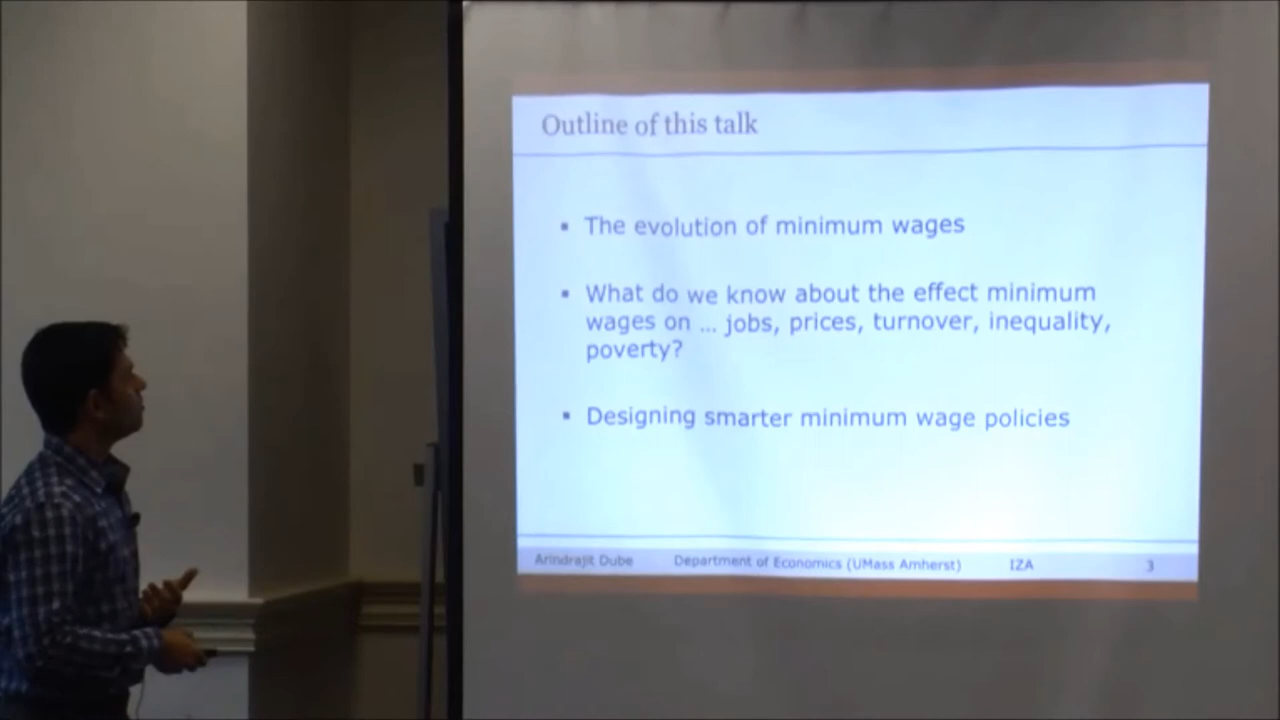 Outline of this talk
▪ The evolution of minimum wages
▪ What do we know about the effect minimum
wages on ... jobs, prices, turnover, inequality,
poverty?
▪ Designing smarter minimum wage policies
Arindrajit Dube Department of Economics (UMass Amherst) IZA 3